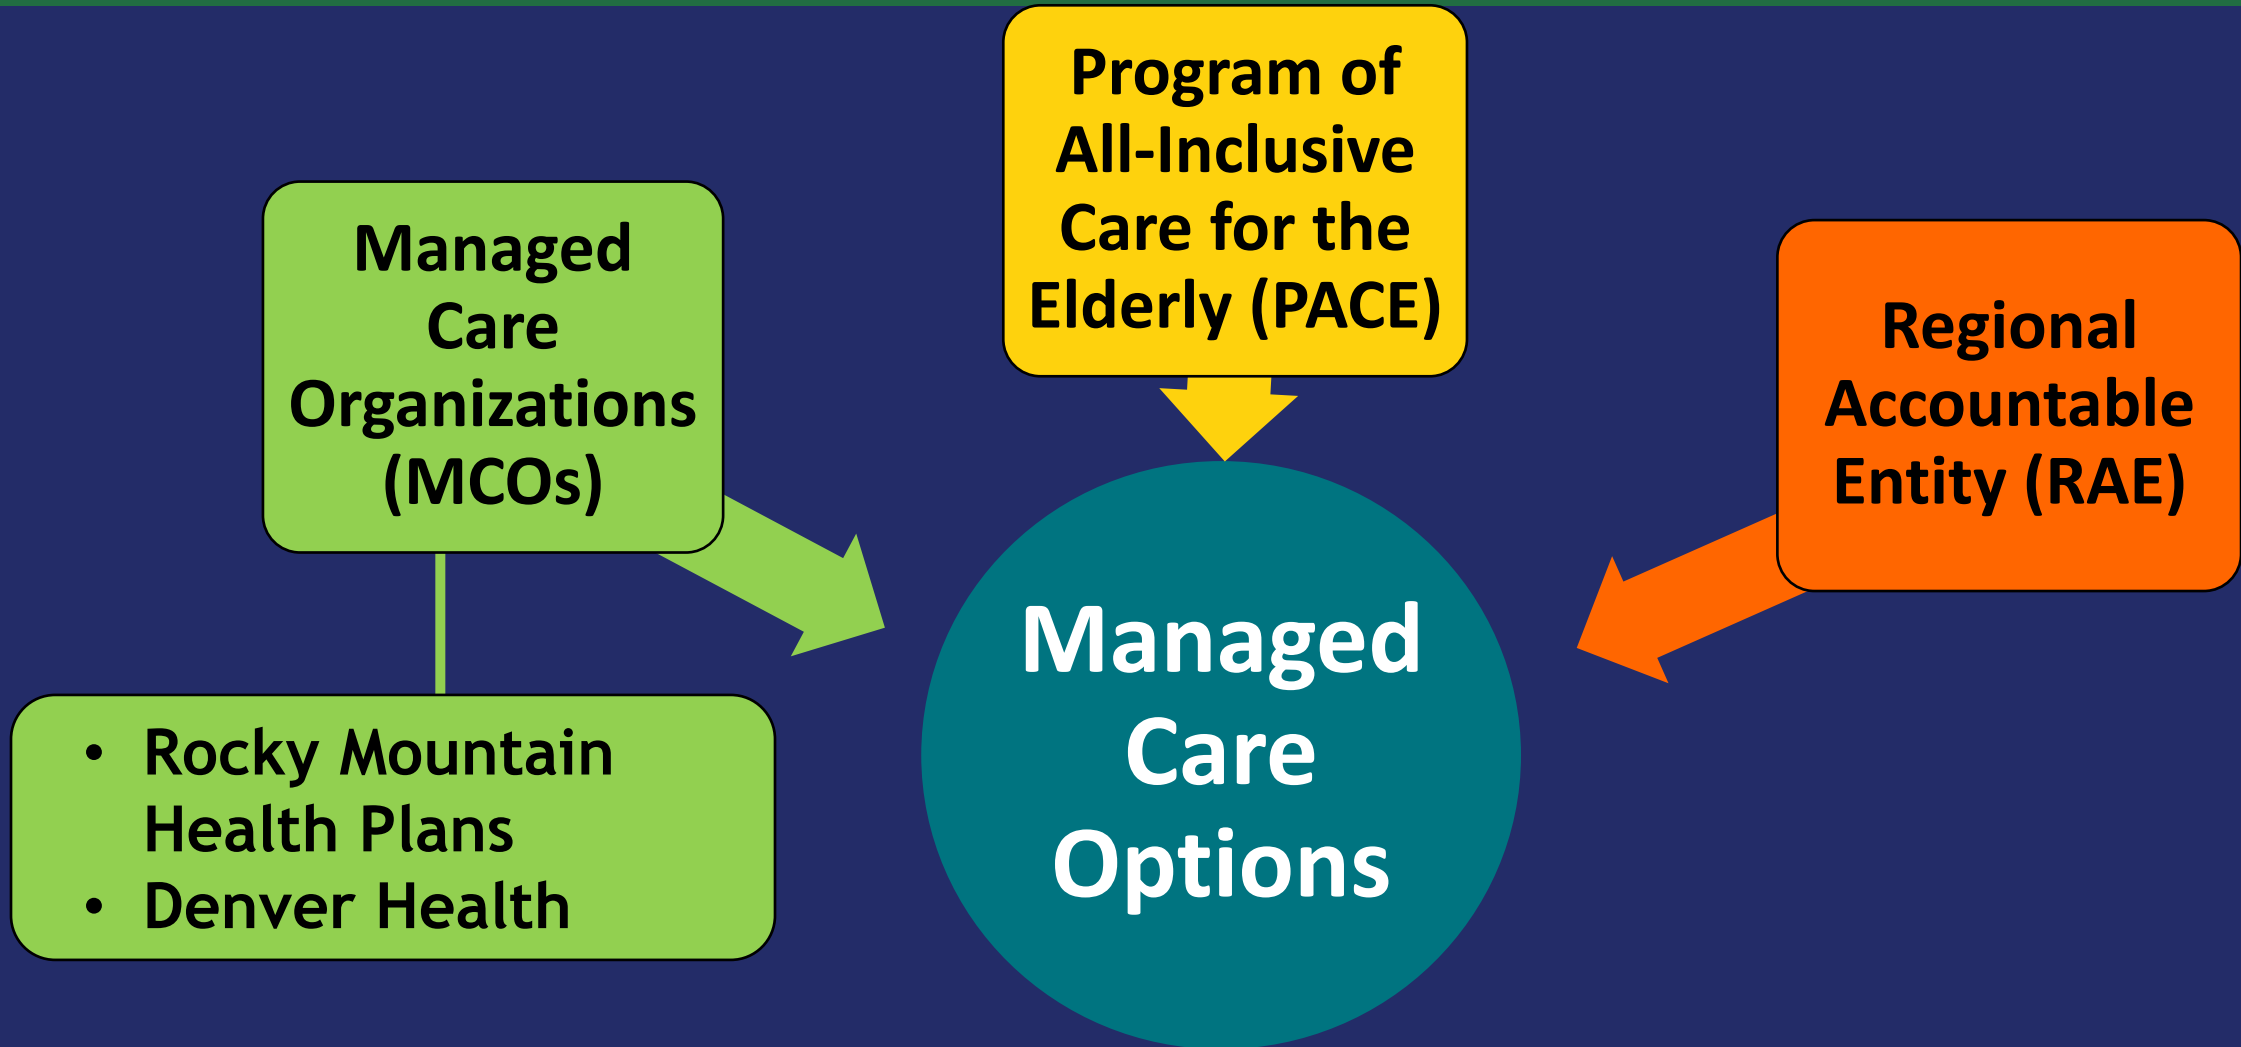 Program of
All-Inclusive
Care for the
Elderly (PACE)
Managed
Care
Organizations
(MCOs)
Regional
Accountable
Entity (RAE)
Managed
Care
Options
• Rocky Mountain
Health Plans
• Denver Health